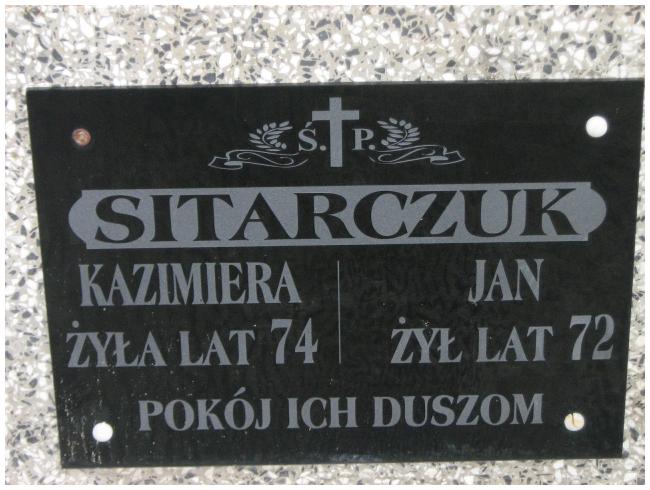 Ś. P.
SITARCZUK
KAZIMIERA JAN
ŻYŁA LAT 74 ŻYŁ LAT 72
POKÓJ ICH DUSZOM